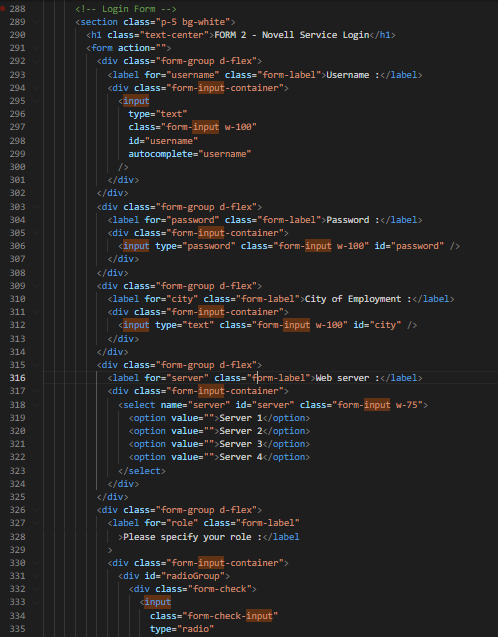 288 <!-- Login Form -->
289 <section class="p-5 bg-white">
290 <h1 class="text-center">FORM 2 - Novell Service Login</h1>
291 <form action="">
292 <div class="form-group d-flex">
293 <label for="username" class="form-label">Username :</label>
294 <div class="form-input-container">
295 <input
296 type="text"
297 class="form-input w-100"
298 id="username"
299 autocomplete="username"
300 />
301 </div>
302 </div>
303 <div class="form-group d-flex">
304 <label for="password" class="form-label">Password :</label>
305 <div class="form-input-container">
306 <input type="password" class="form-input w-100" id="password" />
307 </div>
308 </div>
309 <div class="form-group d-flex">
310 <label for="city" class="form-label">City of Employment :</label>
311 <div class="form-input-container">
312 <input type="text" class="form-input w-100" id="city" />
313 </div>
314 </div>
315 <div class="form-group d-flex">
316 <label for="server" class="form-label">Web server :</label>
317 <div class="form-input-container">
318 <select name="server" id="server" class="form-input w-75">
319 <option value="">Server 1</option>
320 <option value="">Server 2</option>
321 <option value="">Server 3</option>
322 <option value="">Server 4</option>
323 </select>
324 </div>
325 </div>
326 <div class="form-group d-flex">
327 <label for="role" class="form-label"
328 >Please specify your role :</label
329 >
330 <div class="form-input-container">
331 <div id="radioGroup">
332 <div class="form-check">
333 <input
334 class="form-check-input"
335 type="radio"